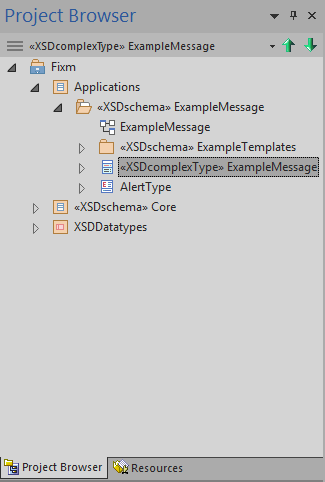 Project Browser
«XSDcomplexType» ExampleMessage
Fixm
Applications
«XSDschema» ExampleMessage
ExampleMessage
«XSDschema» ExampleTemplates
«XSDcomplexType» ExampleMessage
AlertType
«XSDschema» Core
XSDDatatypes
Project Browser Resources